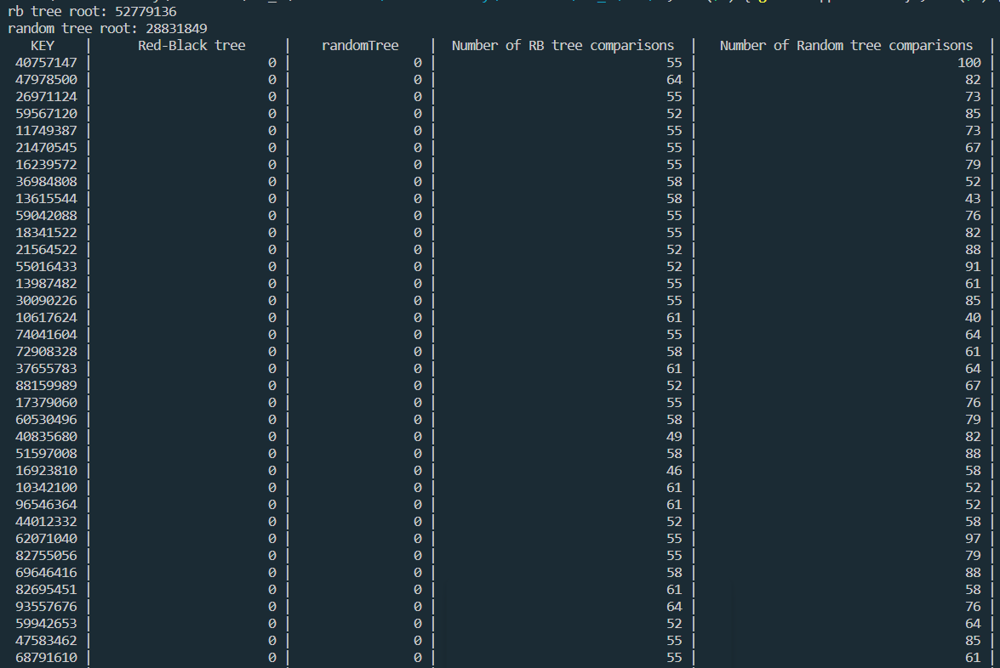 rb tree root: 52779136
random tree root: 28831849
KEY | Red-Black tree | randomTree | Number of RB tree comparisons | Number of Random tree comparisons |
40757147 | 0 | 0 | 55 | 100 |
47978500 | 0 | 0 | 64 | 82 |
26971124 | 0 | 0 | 55 | 73 |
59567120 | 0 | 0 | 52 | 85 |
11749387 | 0 | 0 | 55 | 73 |
21470545 | 0 | 0 | 55 | 67 |
16239572 | 0 | 0 | 55 | 79 |
36984808 | 0 | 0 | 58 | 52 |
13615544 | 0 | 0 | 58 | 43 |
59042088 | 0 | 0 | 55 | 76 |
18341522 | 0 | 0 | 55 | 82 |
21564522 | 0 | 0 | 52 | 88 |
55016433 | 0 | 0 | 52 | 91 |
13987482 | 0 | 0 | 55 | 61 |
30090226 | 0 | 0 | 55 | 85 |
10617624 | 0 | 0 | 61 | 40 |
74041604 | 0 | 0 | 55 | 64 |
72908328 | 0 | 0 | 58 | 61 |
37655783 | 0 | 0 | 61 | 64 |
88159989 | 0 | 0 | 52 | 67 |
17379060 | 0 | 0 | 55 | 76 |
60530496 | 0 | 0 | 58 | 79 |
40835680 | 0 | 0 | 49 | 82 |
51597008 | 0 | 0 | 58 | 88 |
16923810 | 0 | 0 | 46 | 58 |
10342100 | 0 | 0 | 61 | 52 |
96546364 | 0 | 0 | 61 | 52 |
44012332 | 0 | 0 | 52 | 58 |
62071040 | 0 | 0 | 55 | 97 |
82755056 | 0 | 0 | 55 | 79 |
69646416 | 0 | 0 | 58 | 88 |
82695451 | 0 | 0 | 61 | 58 |
93557676 | 0 | 0 | 64 | 76 |
59942653 | 0 | 0 | 52 | 64 |
47583462 | 0 | 0 | 55 | 85 |
68791610 | 0 | 0 | 55 | 61 |